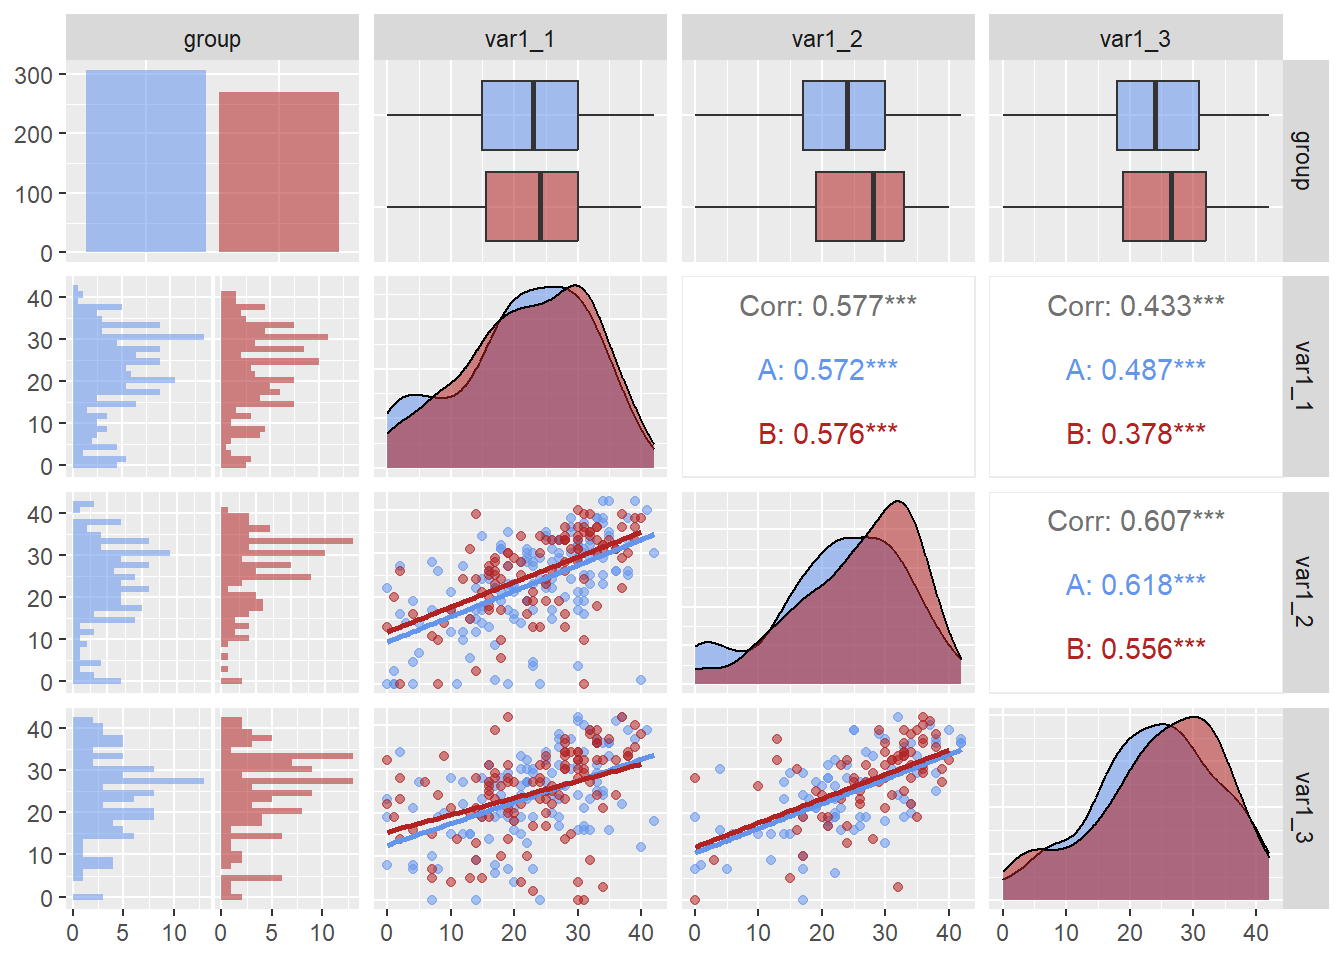 group var1_1 var1_2 var1_3
300
200
100
0
group
40
30
20
10
0
Corr: 0.577***
A: 0.572***
B: 0.576***
Corr: 0.433***
A: 0.487***
B: 0.378***
var1_1
40
30
20
10
0
Corr: 0.607***
A: 0.618***
B: 0.556***
var1_2
40
30
20
10
0
var1_3
0 5 10 0 5 10 0 10 20 30 40 0 10 20 30 40 0 10 20 30 40